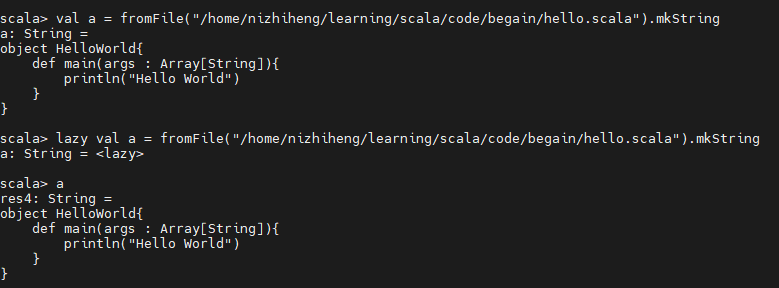 scala> val a = fromFile("/home/nizhiheng/learning/scala/code/begain/hello.scala").mkString
a: String =
object HelloWorld{
    def main(args : Array[String]){
        println("Hello World")
    }
}

scala> lazy val a = fromFile("/home/nizhiheng/learning/scala/code/begain/hello.scala").mkString
a: String = <lazy>

scala> a
res4: String =
object HelloWorld{
    def main(args : Array[String]){
        println("Hello World")
    }
}